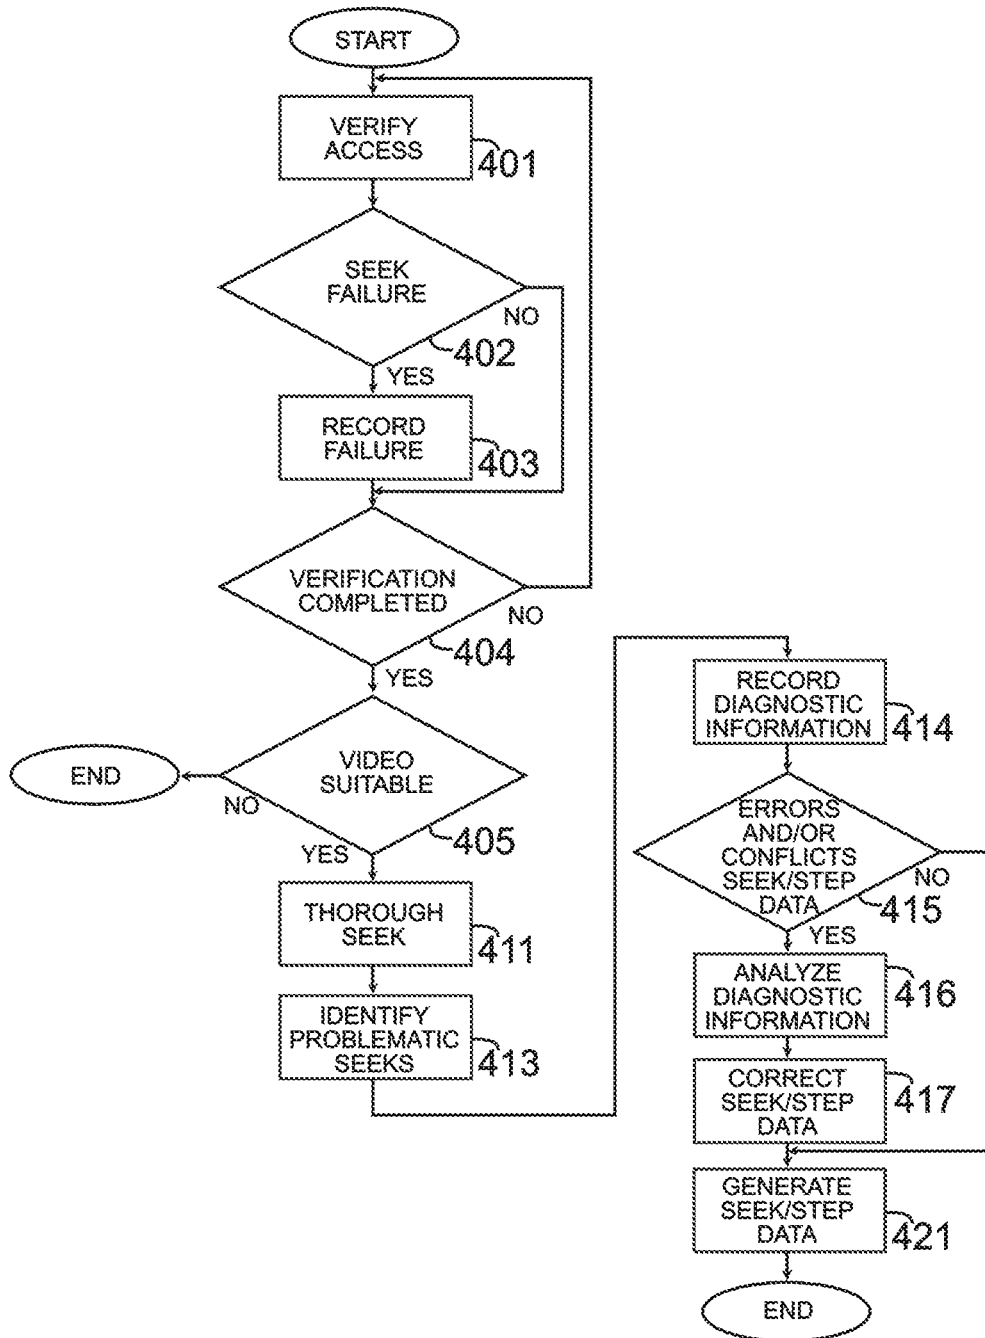 START
VERIFY
ACCESS
401
SEEK
FAILURE
NO
402
YES
RECORD
FAILURE
403
VERIFICATION
COMPLETED
NO
404
YES
VIDEO
SUITABLE
END
NO
405
YES
THOROUGH
SEEK
411
IDENTIFY
PROBLEMATIC
SEEKS
413
RECORD
DIAGNOSTIC
INFORMATION
414
ERRORS
AND/OR
CONFLICTS
SEEK/STEP
DATA
NO
415
YES
ANALYZE
DIAGNOSTIC
INFORMATION
416
CORRECT
SEEK/STEP
DATA
417
GENERATE
SEEK/STEP
DATA
421
END